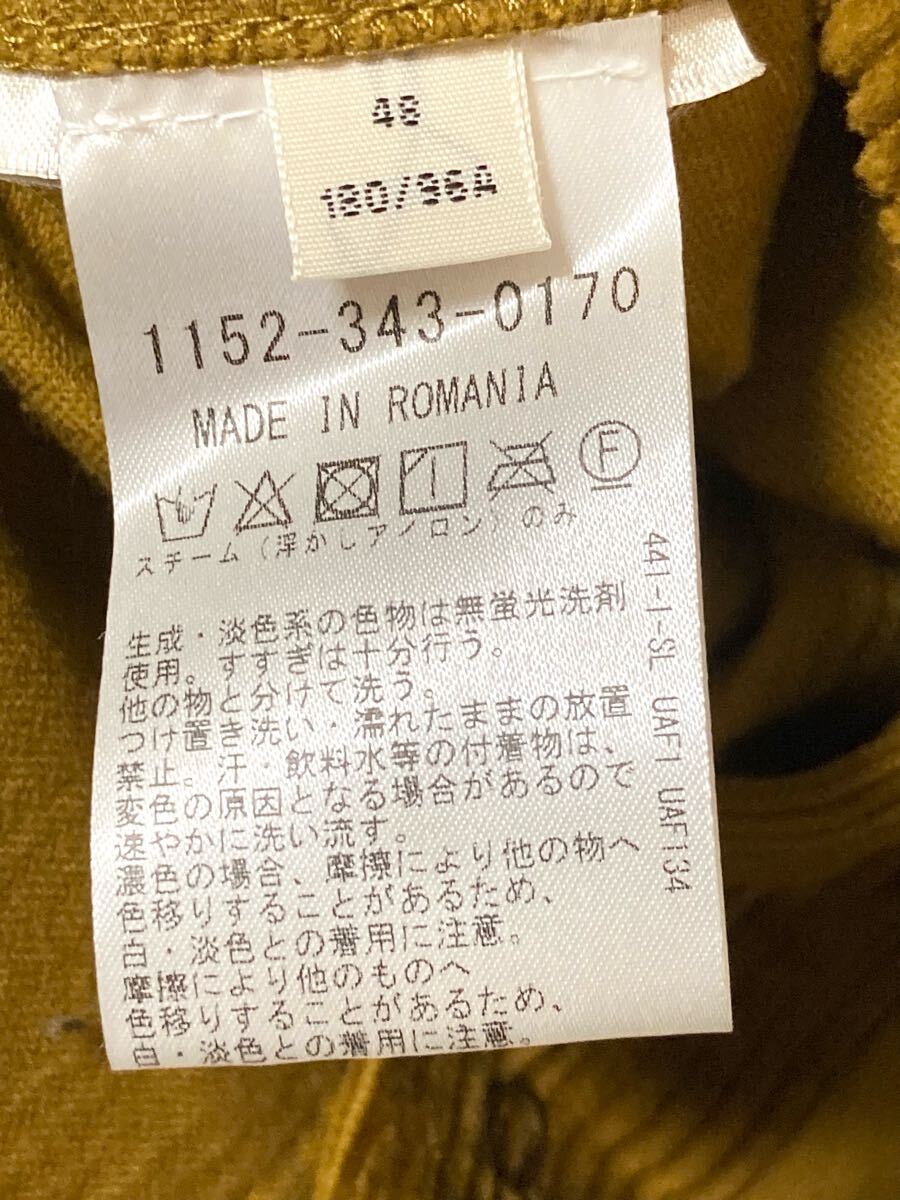 48
180/96A
1152-343-0170
MADE IN ROMANIA
F
スチーム(浮かしアイロン)のみ
生成・淡色系の色物は無蛍光洗剤
使用。すすぎは十分行う。
他の物と分けて洗う。
つけ置き洗い・濡れたままの放置
禁止。汗・飲料水等の付着物は、
変色の原因となる場合があるので
速やかに洗い流す。
濃色の場合、摩擦により他の物へ
色移りすることがあるため、
白・淡色との着用に注意。
摩擦により他のものへ
色移りすることがあるため、
白・淡色との着用に注意。
441-1-SL UAF1 UAF134